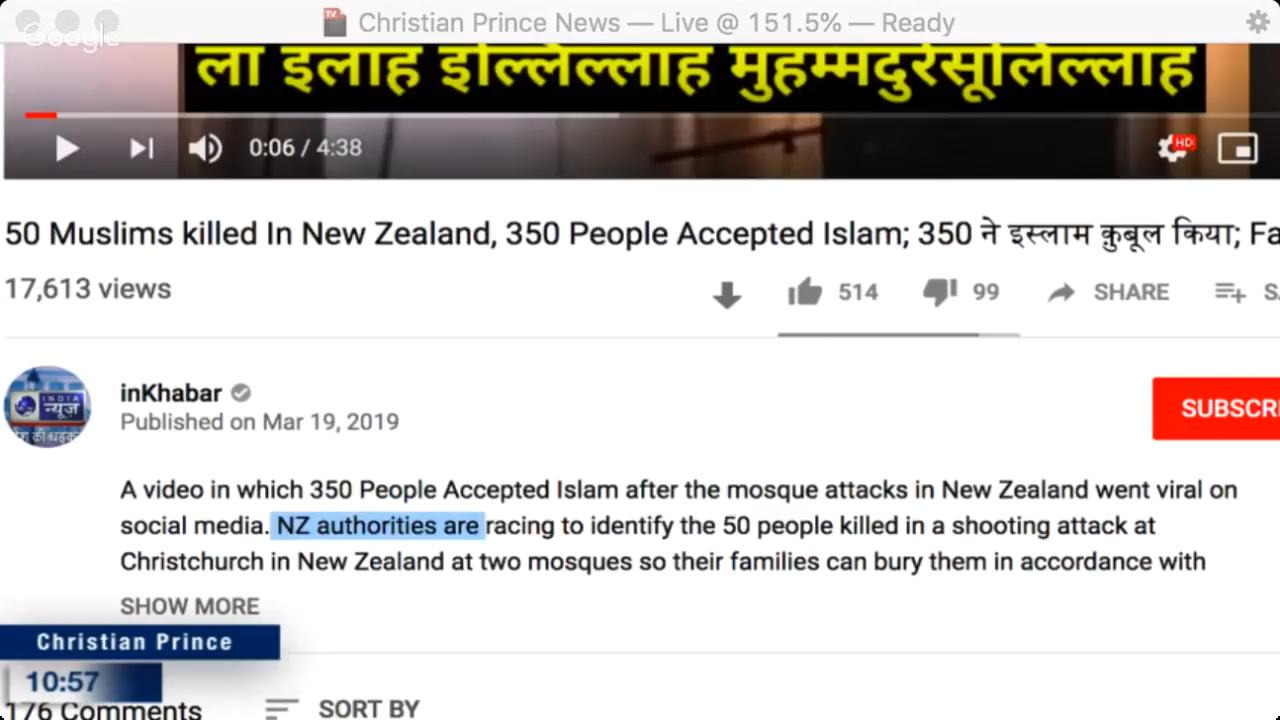 Christian Prince News — Live @ 151.5% — Ready
Google
ला इलाह इल्लिल्लाह मुहम्मदुरसूलिल्लाह
0:06 / 4:38
HD
50 Muslims killed In New Zealand, 350 People Accepted Islam; 350 ने इस्लाम क़ुबूल किया; Fa
17,613 views
514
99
SHARE
SA
inKhabar
Published on Mar 19, 2019
INDIA
न्यूज़
SUBSCRI
A video in which 350 People Accepted Islam after the mosque attacks in New Zealand went viral on
social media. NZ authorities are racing to identify the 50 people killed in a shooting attack at
Christchurch in New Zealand at two mosques so their families can bury them in accordance with
SHOW MORE
Christian Prince
10:57
176 Comments
SORT BY